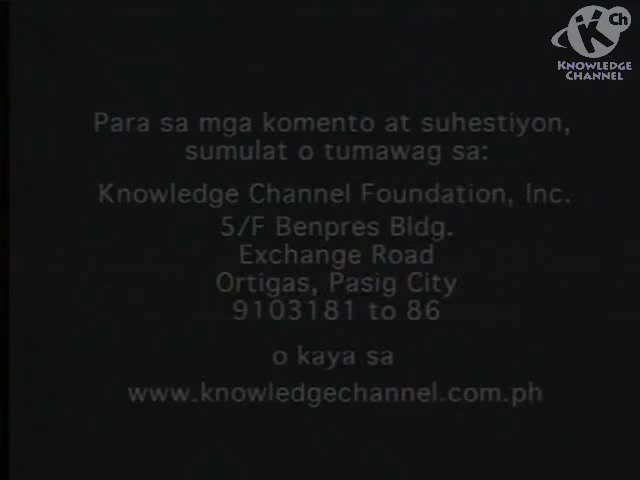 K Ch
KNOWLEDGE
CHANNEL
Para sa mga komento at suhestiyon,
sumulat o tumawag sa:
Knowledge Channel Foundation, Inc.
5/F Benpres Bldg.
Exchange Road
Ortigas, Pasig City
9103181 to 86
o kaya sa
www.knowledgechannel.com.ph